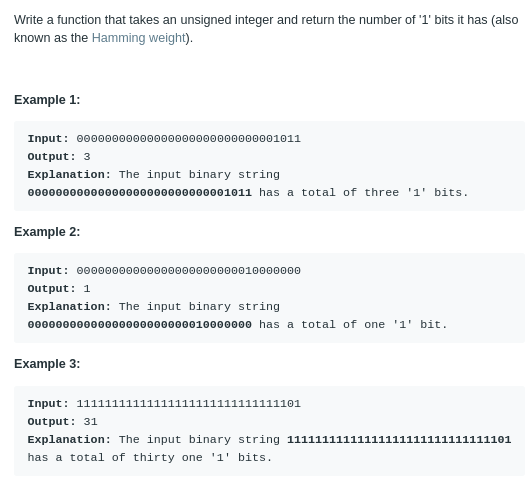 Write a function that takes an unsigned integer and return the number of '1' bits it has (also
known as the Hamming weight).
Example 1:
Input: 00000000000000000000000000001011
Output: 3
Explanation: The input binary string
00000000000000000000000000001011 has a total of three '1' bits.
Example 2:
Input: 00000000000000000000000010000000
Output: 1
Explanation: The input binary string
00000000000000000000000010000000 has a total of one '1' bit.
Example 3:
Input: 11111111111111111111111111111101
Output: 31
Explanation: The input binary string 11111111111111111111111111111101
has a total of thirty one '1' bits.